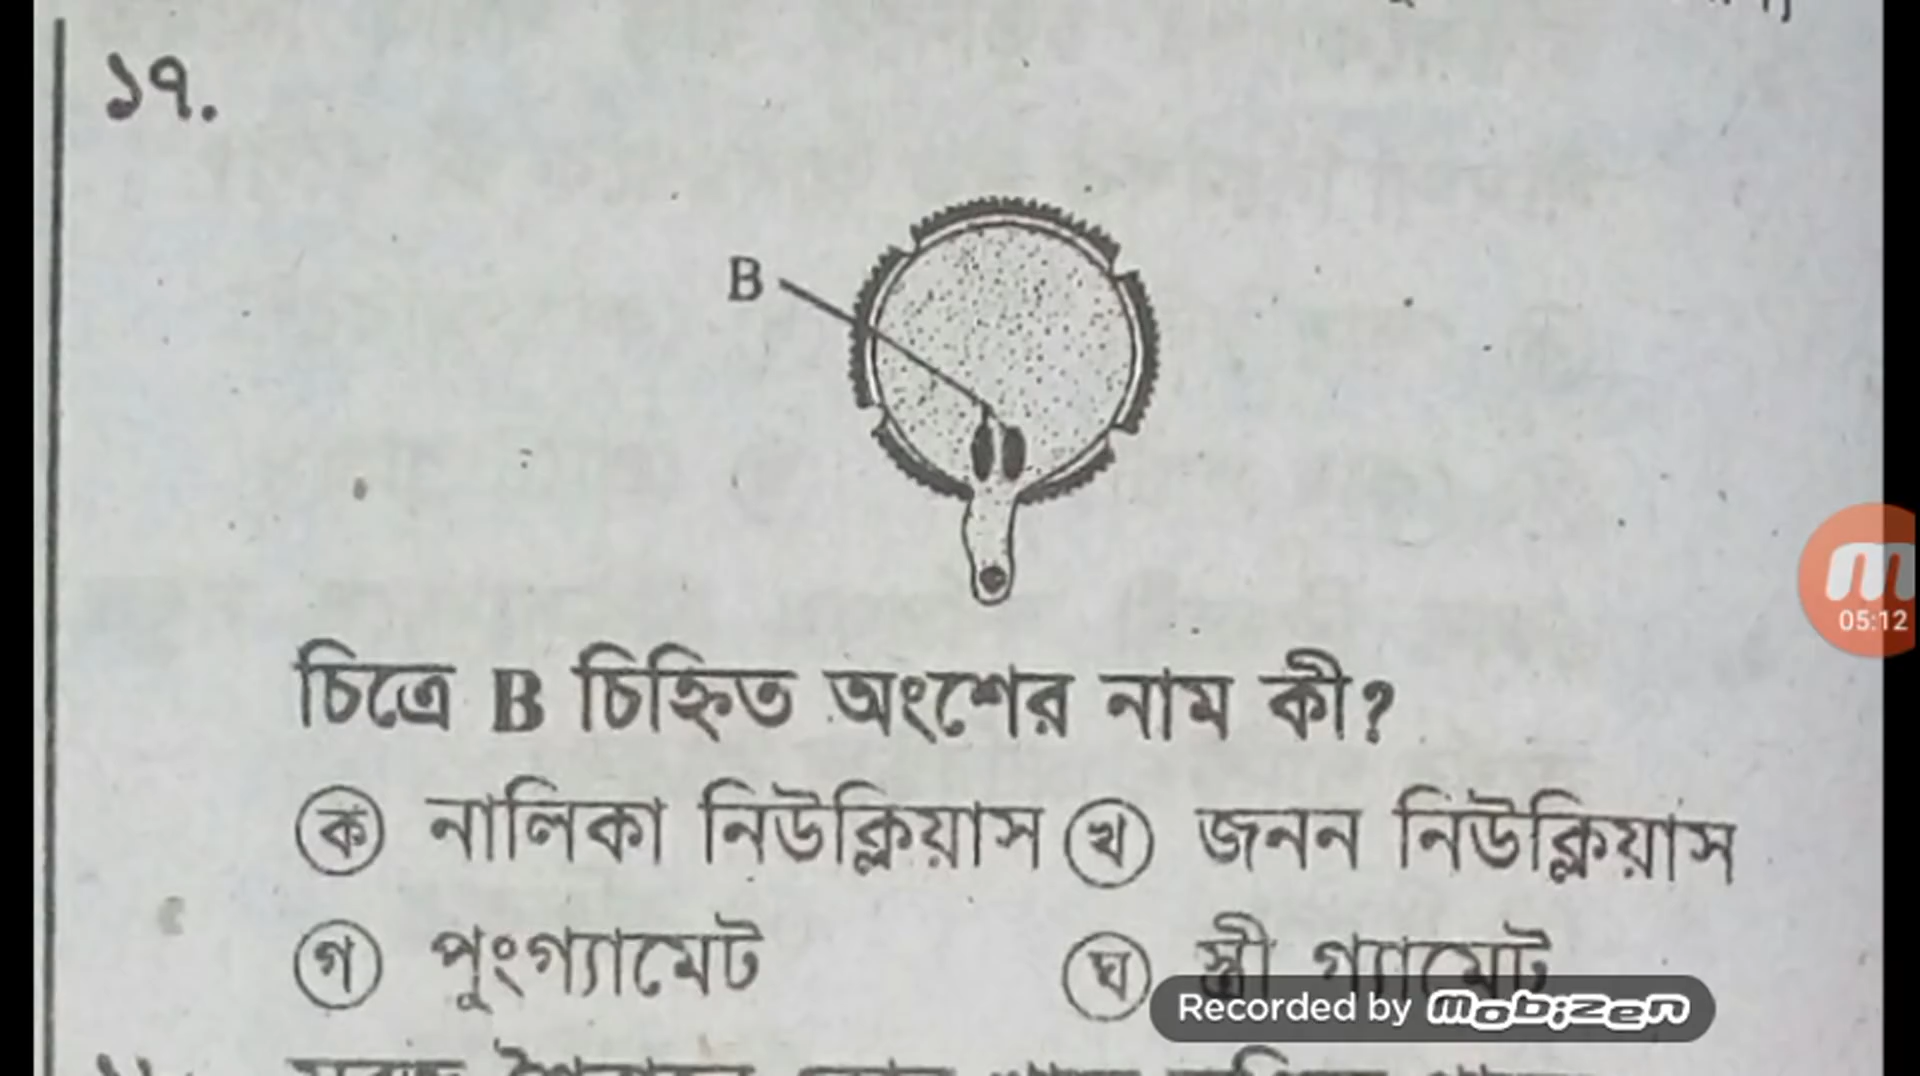 ১৭.
B
চিত্রে B চিহ্নিত অংশের নাম কী?
ক নালিকা নিউক্লিয়াস খ জনন নিউক্লিয়াস
গ পুংগ্যামেট ঘ স্ত্রী গ্যামেট
05:12
Recorded by mobizen